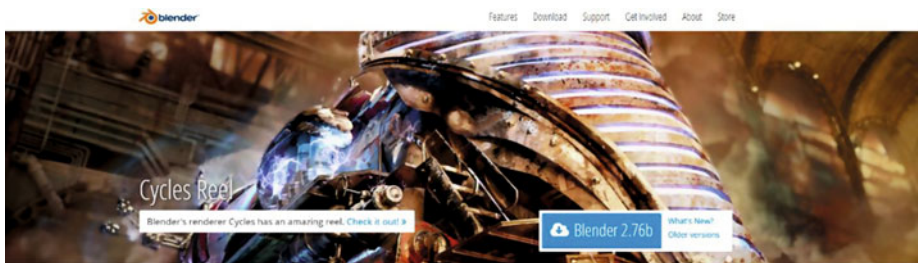 blender
Features Download Support Get Involved About Store
Cycles Reel
Blender's renderer Cycles has an amazing reel. Check it out! »
Blender 2.76b
What's New?
Older versions